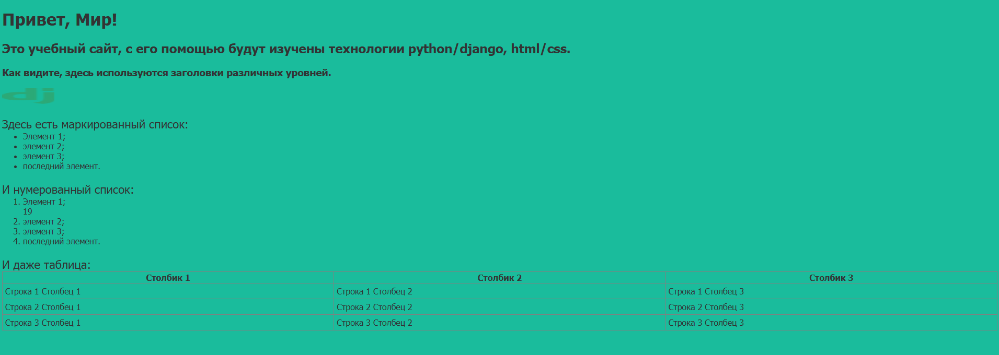 Привет, Мир!
Это учебный сайт, с его помощью будут изучены технологии python/django, html/css.
Как видите, здесь используются заголовки различных уровней.
dj
Здесь есть маркированный список:
• Элемент 1;
• элемент 2;
• элемент 3;
• последний элемент.
И нумерованный список:
1. Элемент 1;
19
2. элемент 2;
3. элемент 3;
4. последний элемент.
И даже таблица:
Столбик 1 Столбик 2 Столбик 3
Строка 1 Столбец 1 Строка 1 Столбец 2 Строка 1 Столбец 3
Строка 2 Столбец 1 Строка 2 Столбец 2 Строка 2 Столбец 3
Строка 3 Столбец 1 Строка 3 Столбец 2 Строка 3 Столбец 3